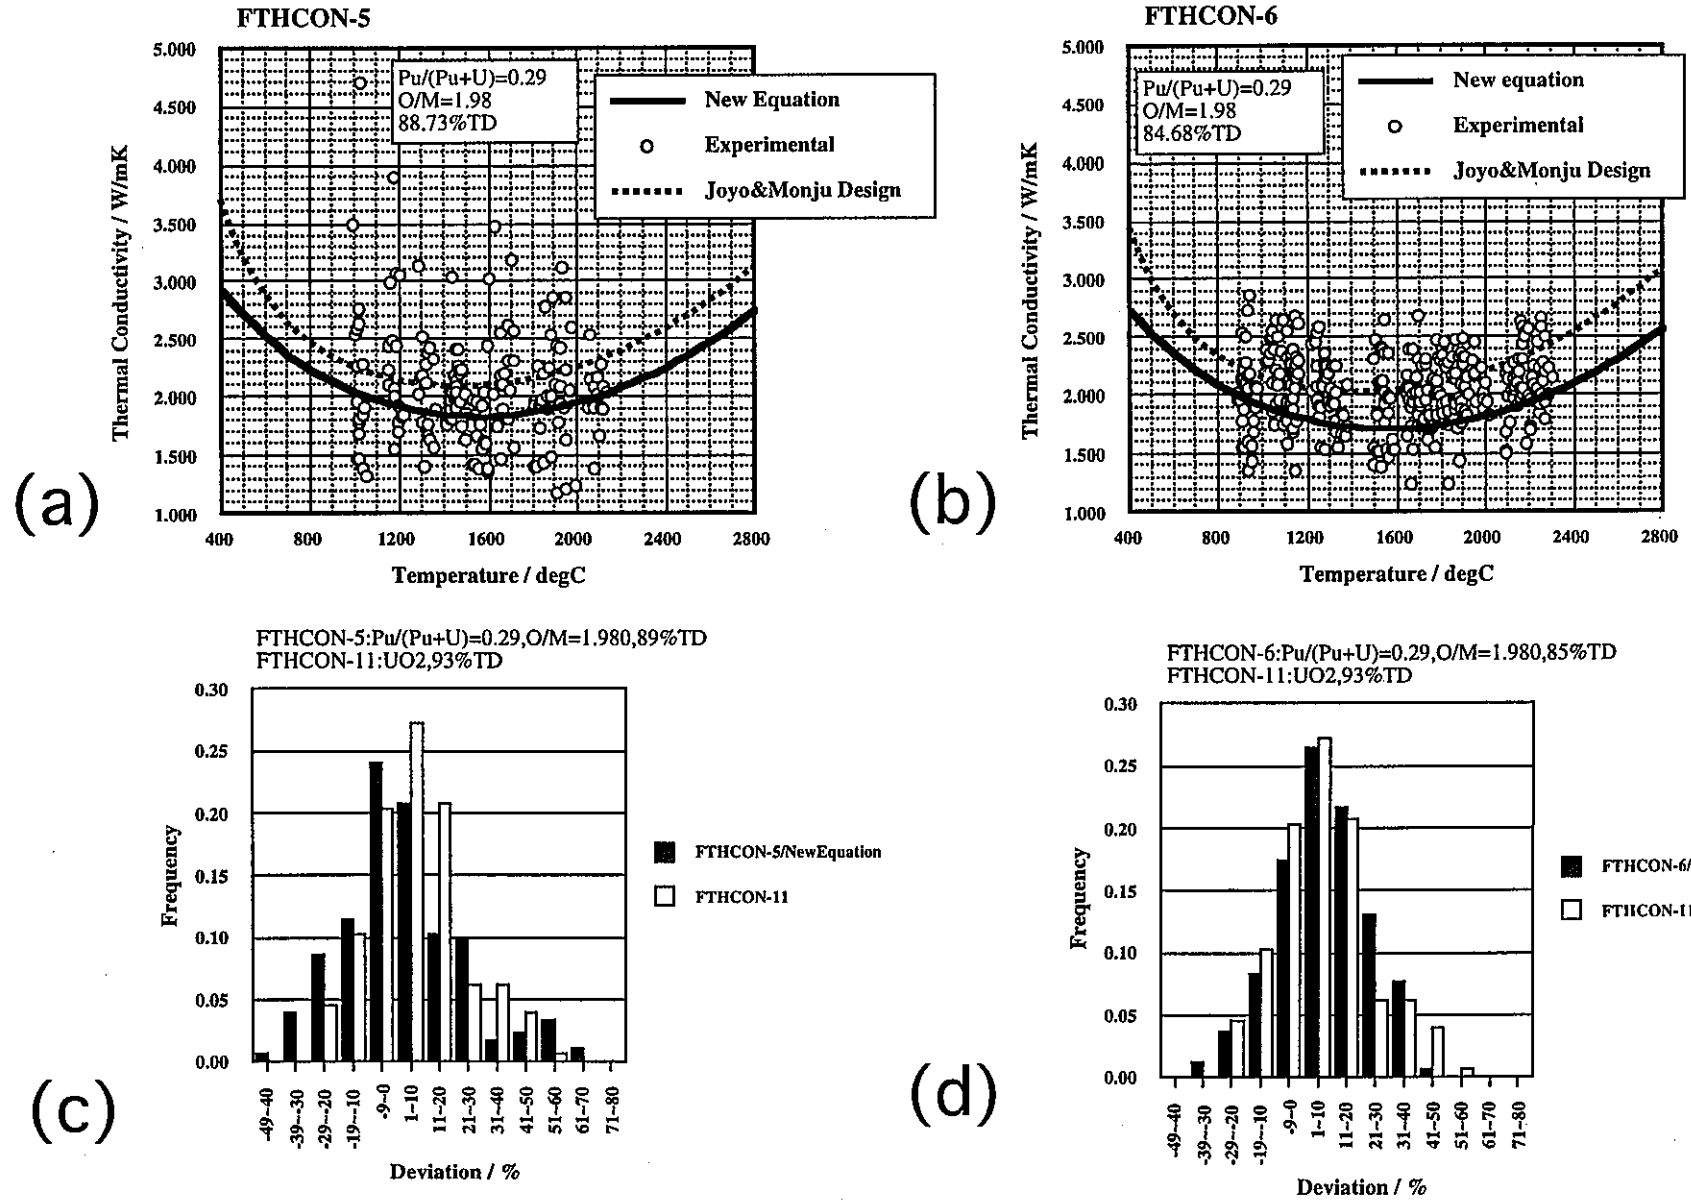 FTHCON-5
5.000
4.500
4.000
3.500
3.000
2.500
2.000
1.500
1.000
Thermal Conductivity / W/mK
Pu/(Pu+U)=0.29
O/M=1.98
88.73%TD
New Equation
Experimental
Joyo&Monju Design
400 800 1200 1600 2000 2400 2800
Temperature / degC
(a)
FTHCON-6
5.000
4.500
4.000
3.500
3.000
2.500
2.000
1.500
1.000
Thermal Conductivity / W/mK
Pu/(Pu+U)=0.29
O/M=1.98
84.68%TD
New equation
Experimental
Joyo&Monju Design
400 800 1200 1600 2000 2400 2800
Temperature / degC
(b)
FTHCON-5:Pu/(Pu+U)=0.29,O/M=1.980,89%TD
FTHCON-11:UO2,93%TD
0.30
0.25
0.20
0.15
0.10
0.05
0.00
Frequency
FTHCON-5/NewEquation
FTHCON-11
-49~-40
-39~-30
-29~-20
-19~-10
-9~0
1~10
11~20
21~30
31~40
41~50
51~60
61~70
71~80
Deviation / %
(c)
FTHCON-6:Pu/(Pu+U)=0.29,O/M=1.980,85%TD
FTHCON-11:UO2,93%TD
0.30
0.25
0.20
0.15
0.10
0.05
0.00
Frequency
FTHCON-6/
FTHCON-11
-49~-40
-39~-30
-29~-20
-19~-10
-9~0
1~10
11~20
21~30
31~40
41~50
51~60
61~70
71~80
Deviation / %
(d)